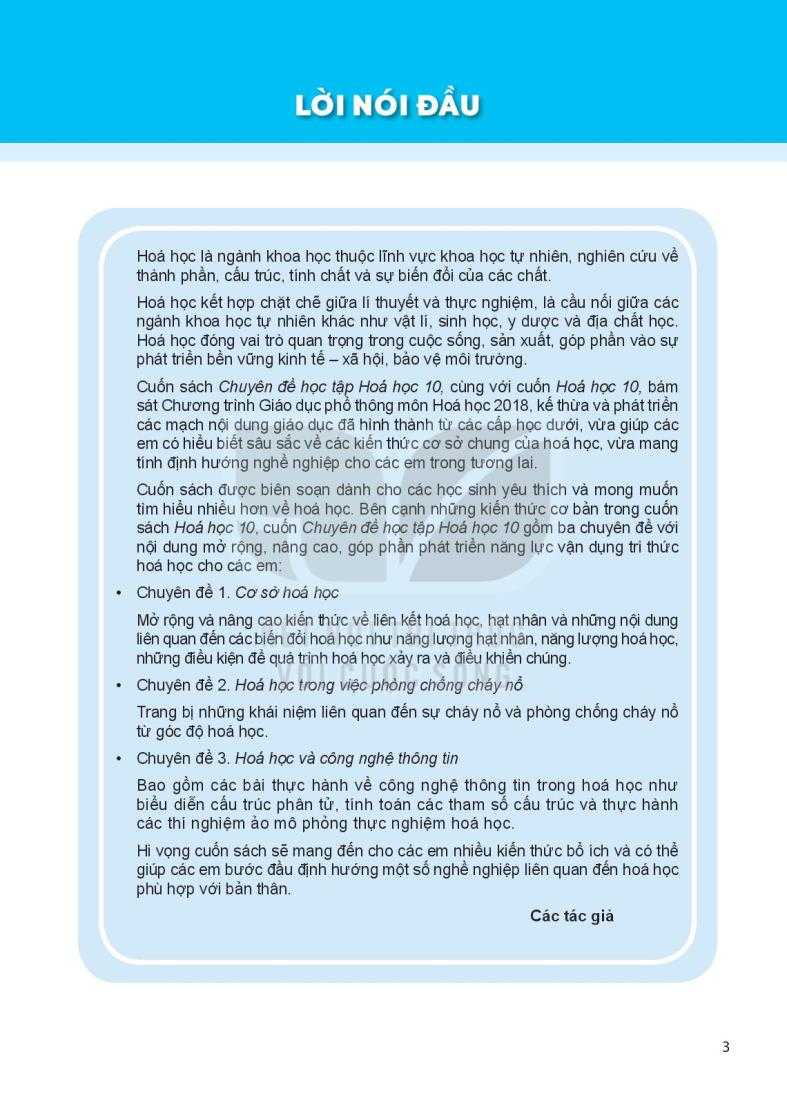 LỜI NÓI ĐẦU
Hoá học là ngành khoa học thuộc lĩnh vực khoa học tự nhiên, nghiên cứu về
thành phần, cấu trúc, tính chất và sự biến đổi của các chất.
Hoá học kết hợp chặt chẽ giữa lí thuyết và thực nghiệm, là cầu nối giữa các
ngành khoa học tự nhiên khác như vật lí, sinh học, y dược và địa chất học.
Hoá học đóng vai trò quan trọng trong cuộc sống, sản xuất, góp phần vào sự
phát triển bền vững kinh tế – xã hội, bảo vệ môi trường.
Cuốn sách Chuyên đề học tập Hoá học 10, cùng với cuốn Hoá học 10, bám
sát Chương trình Giáo dục phổ thông môn Hoá học 2018, kế thừa và phát triển
các mạch nội dung giáo dục đã hình thành từ các cấp học dưới, vừa giúp các
em có hiểu biết sâu sắc về các kiến thức cơ sở chung của hoá học, vừa mang
tính định hướng nghề nghiệp cho các em trong tương lai.
Cuốn sách được biên soạn dành cho các học sinh yêu thích và mong muốn
tìm hiểu nhiều hơn về hoá học. Bên cạnh những kiến thức cơ bản trong cuốn
sách Hoá học 10, cuốn Chuyên đề học tập Hoá học 10 gồm ba chuyên đề với
nội dung mở rộng, nâng cao, góp phần phát triển năng lực vận dụng tri thức
hoá học cho các em:
• Chuyên đề 1. Cơ sở hoá học
Mở rộng và nâng cao kiến thức về liên kết hoá học, hạt nhân và những nội dung
liên quan đến các biến đổi hoá học như năng lượng hạt nhân, năng lượng hoá học,
những điều kiện để quá trình hoá học xảy ra và điều khiển chúng.
• Chuyên đề 2. Hoá học trong việc phòng chống cháy nổ
Trang bị những khái niệm liên quan đến sự cháy nổ và phòng chống cháy nổ
từ góc độ hoá học.
• Chuyên đề 3. Hoá học và công nghệ thông tin
Bao gồm các bài thực hành về công nghệ thông tin trong hoá học như
biểu diễn cấu trúc phân tử, tính toán các tham số cấu trúc và thực hành
các thí nghiệm ảo mô phỏng thực nghiệm hoá học.
Hi vọng cuốn sách sẽ mang đến cho các em nhiều kiến thức bổ ích và có thể
giúp các em bước đầu định hướng một số nghề nghiệp liên quan đến hoá học
phù hợp với bản thân.
Các tác giả
KẾT NỐI TRI THỨC
VỚI CUỘC SỐNG
3